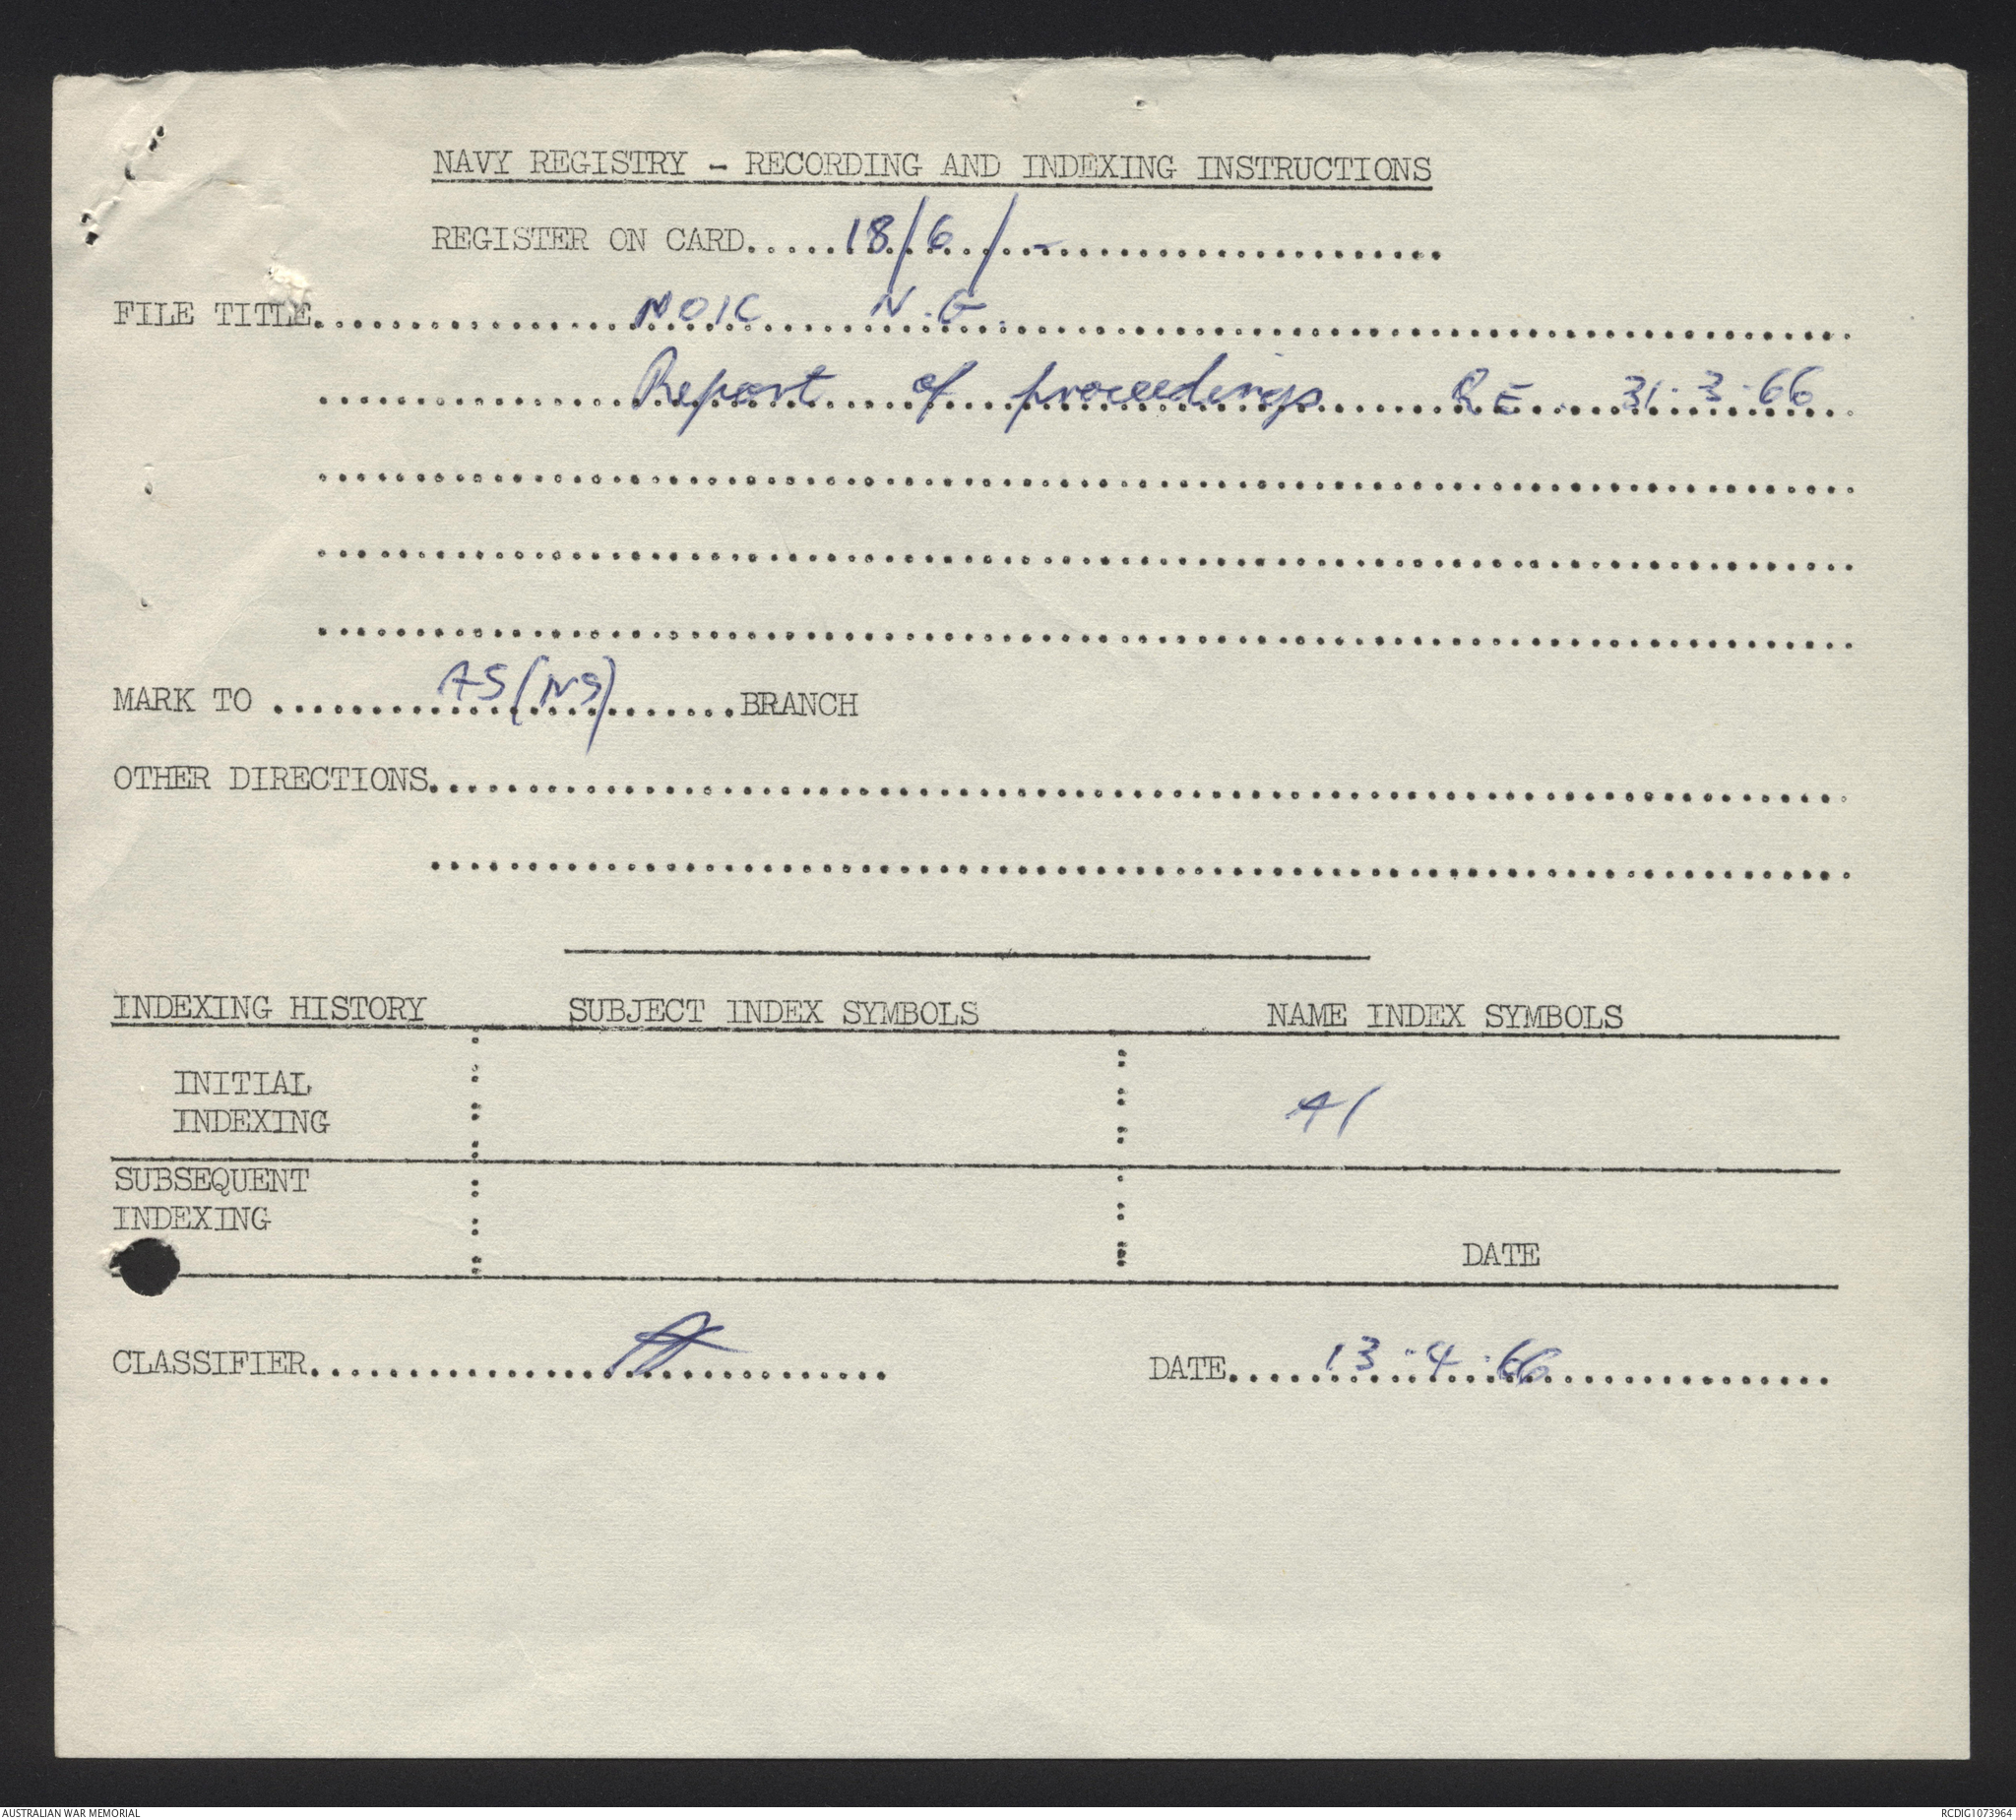 NAVY REGISTRY - RECORDING AND INDEXING INSTRUCTIONS
REGISTER ON CARD.....18/6/-.....
FILE TITLE.....NOIC N.G.....
Report of proceedings RE 31.3.66
MARK TO .....AS(NS).....BRANCH
OTHER DIRECTIONS.....
INDEXING HISTORY SUBJECT INDEX SYMBOLS NAME INDEX SYMBOLS
INITIAL
INDEXING A1
SUBSEQUENT
INDEXING
DATE
CLASSIFIER..... DATE.....13.4.66.....
AUSTRALIAN WAR MEMORIAL RCDIG1073964